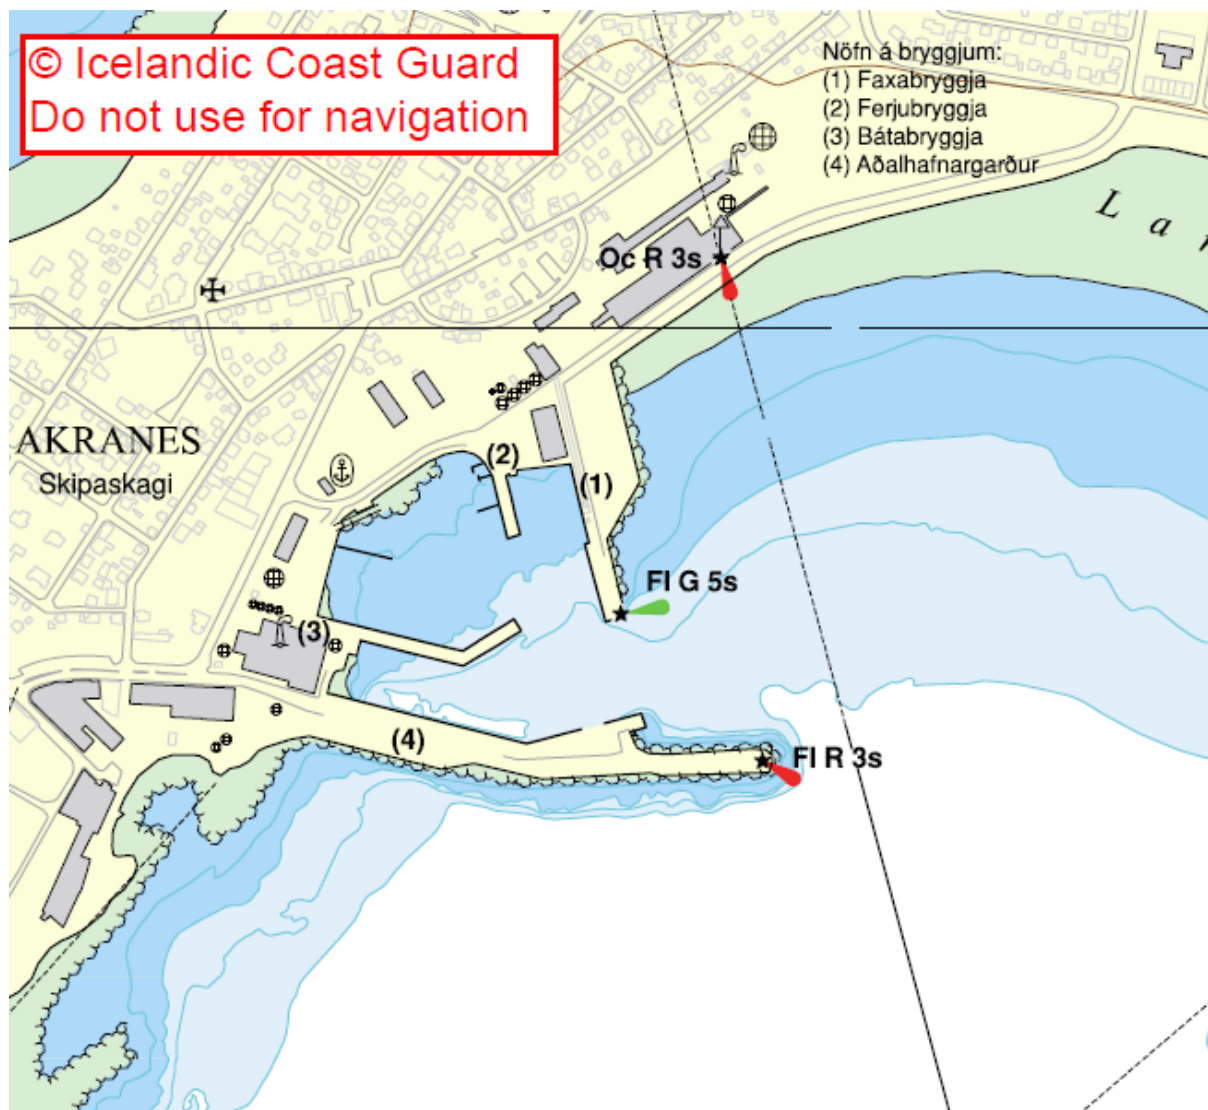 © Icelandic Coast Guard
Do not use for navigation
Nöfn á bryggjum:
(1) Faxabryggja
(2) Ferjubryggja
(3) Bátabryggja
(4) Aðalhafnargarður
L a
Oc R 3s
AKRANES
Skipaskagi
(2)
(1)
Fl G 5s
(3)
(4)
Fl R 3s